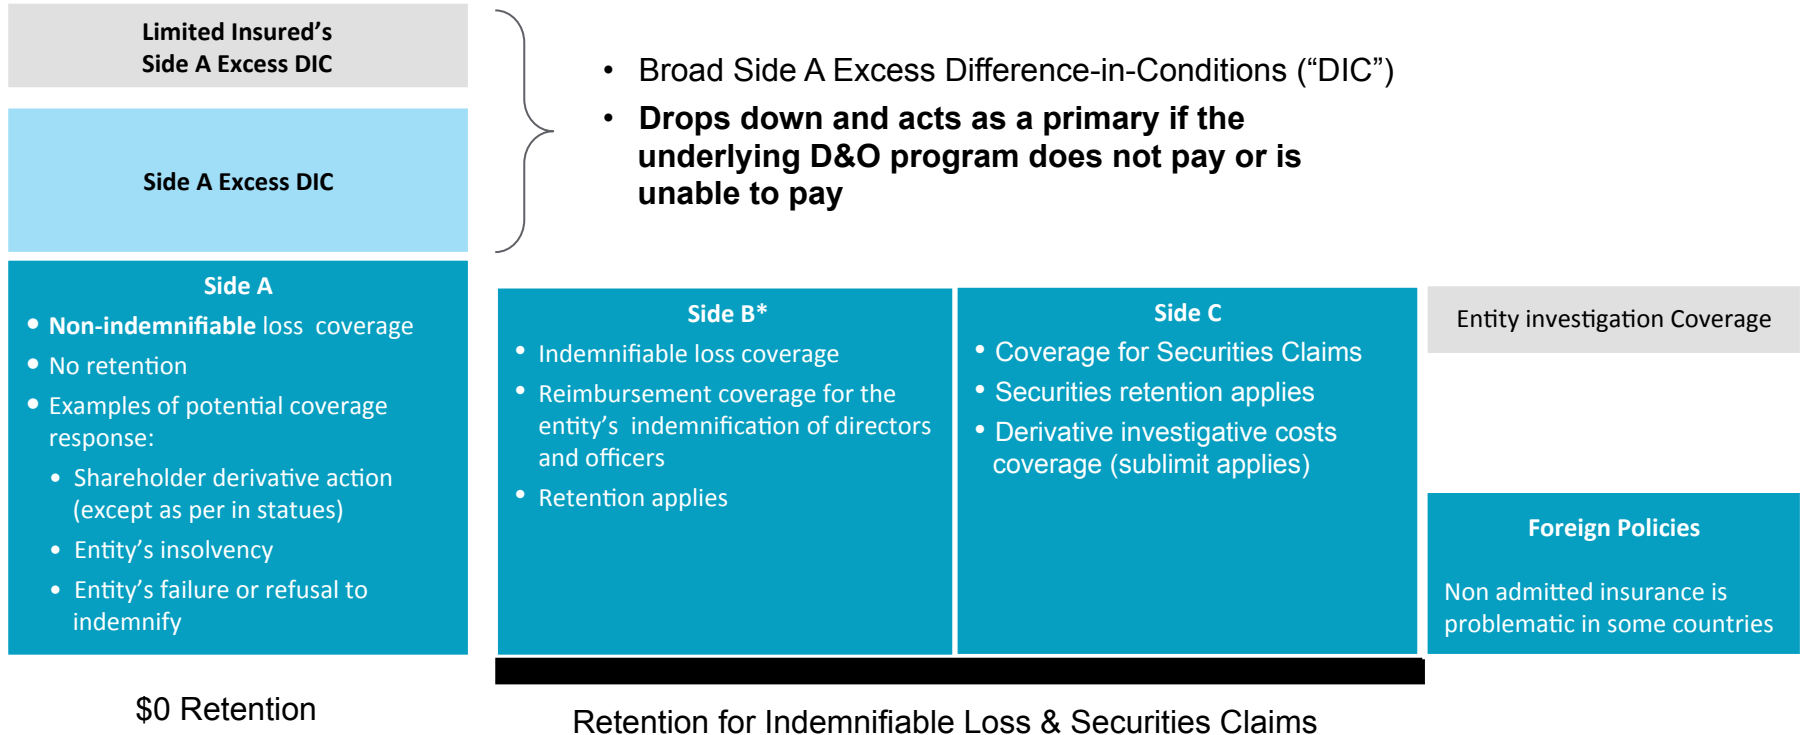 Limited Insured’s
Side A Excess DIC
Side A Excess DIC
• Broad Side A Excess Difference-in-Conditions (“DIC”)
• Drops down and acts as a primary if the
underlying D&O program does not pay or is
unable to pay
Side A
• Non-indemnifiable loss coverage
• No retention
• Examples of potential coverage
response:
• Shareholder derivative action
(except as per in statues)
• Entity’s insolvency
• Entity’s failure or refusal to
indemnify
$0 Retention
Side B*
• Indemnifiable loss coverage
• Reimbursement coverage for the
entity’s indemnification of directors
and officers
• Retention applies
Side C
• Coverage for Securities Claims
• Securities retention applies
• Derivative investigative costs
coverage (sublimit applies)
Retention for Indemnifiable Loss & Securities Claims
Entity investigation Coverage
Foreign Policies
Non admitted insurance is
problematic in some countries